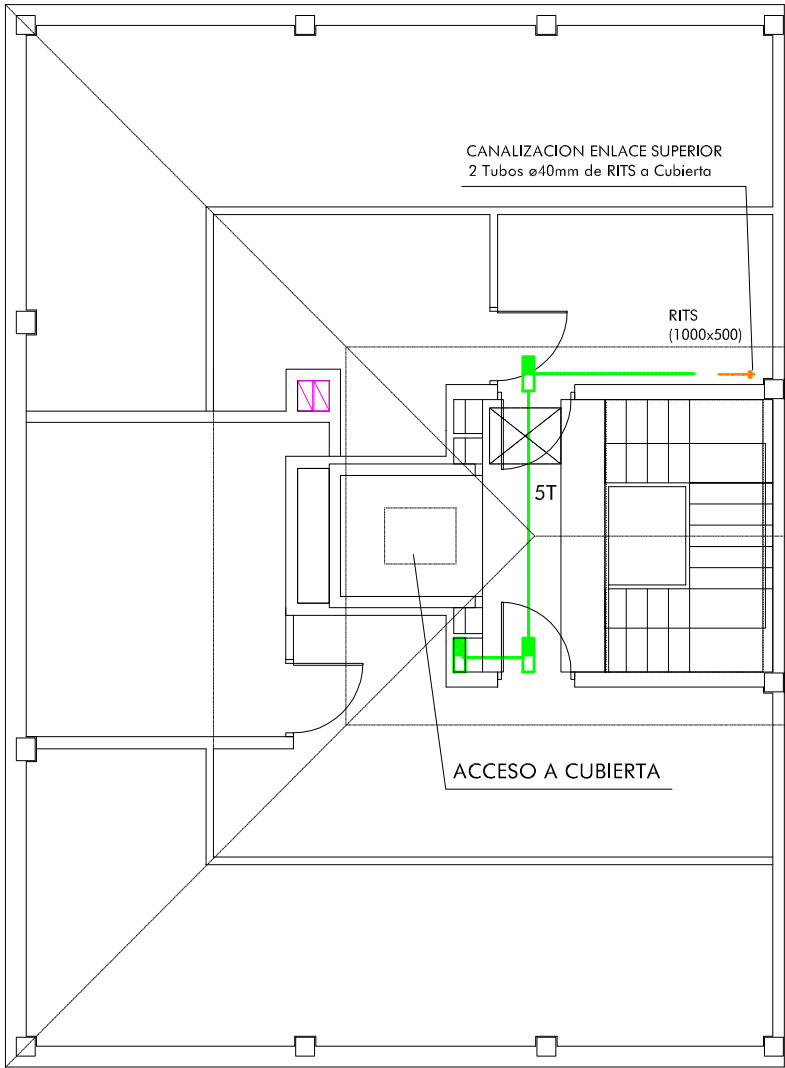 CANALIZACION ENLACE SUPERIOR
2 Tubos ø40mm de RITS a Cubierta
RITS
(1000x500)
5T
ACCESO A CUBIERTA